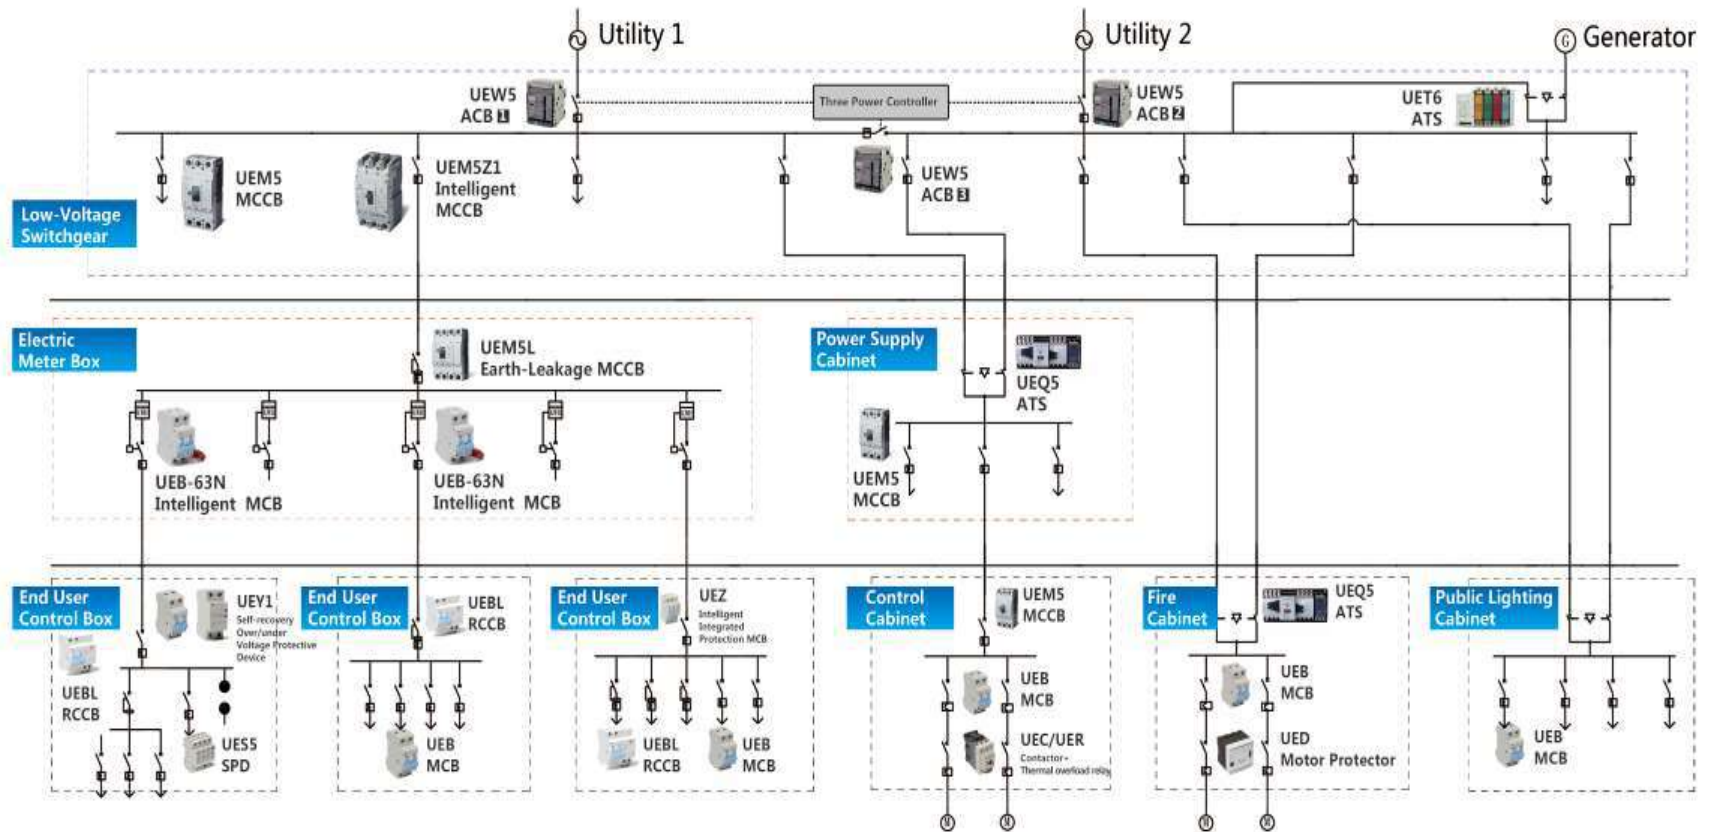 Utility 1
Utility 2
G
Generator
UEW5
ACB 1
Three Power Controller
UEW5
ACB 2
UET6
ATS
UEM5
MCCB
UEM5Z1
Intelligent
MCCB
UEW5
ACB 3
Low-Voltage
Switchgear
Electric
Meter Box
UEM5L
Earth-Leakage MCCB
Power Supply
Cabinet
UEQ5
ATS
UEM5
MCCB
UEB-63N
Intelligent MCB
UEB-63N
Intelligent MCB
End User
Control Box
UEY1
Self-recovery
Over/under
Voltage Protective
Device
UEBL
RCCB
UES5
SPD
End User
Control Box
UEBL
RCCB
UEB
MCB
End User
Control Box
UEZ
Intelligent
Integrated
Protection MCB
UEBL
RCCB
UEB
MCB
Control
Cabinet
UEM5
MCCB
UEB
MCB
UEC/UER
Contactor+
Thermal overload relay
M
M
Fire
Cabinet
UEQ5
ATS
UEB
MCB
UED
Motor Protector
M
M
Public Lighting
Cabinet
UEB
MCB